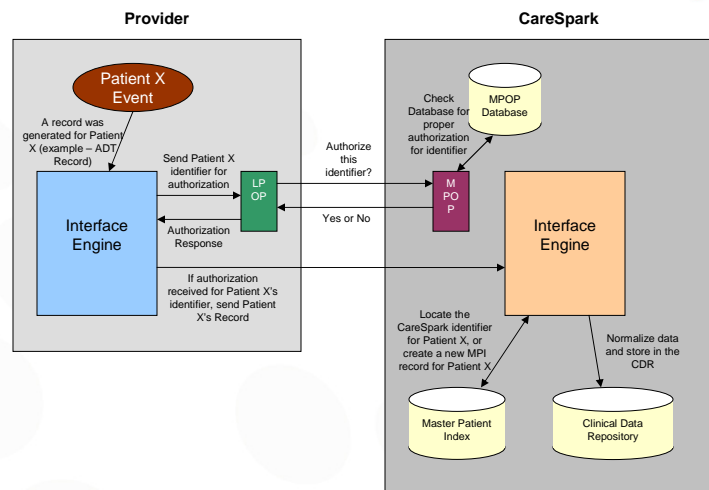 Provider
CareSpark
Patient X
Event
A record was
generated for Patient
X (example – ADT
Record)
Send Patient X
identifier for
authorization
LP
OP
Authorization
Response
Interface
Engine
Authorize
this
identifier?
Yes or No
M
PO
P
Check
Database for
proper
authorization
for identifier
MPOP
Database
Interface
Engine
If authorization
received for Patient X's
identifier, send Patient
X's Record
Locate the
CareSpark identifier
for Patient X, or
create a new MPI
record for Patient X
Normalize data
and store in the
CDR
Master Patient
Index
Clinical Data
Repository